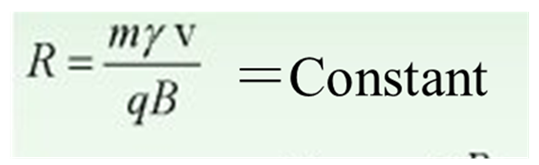 R = mγv / qB =Constant